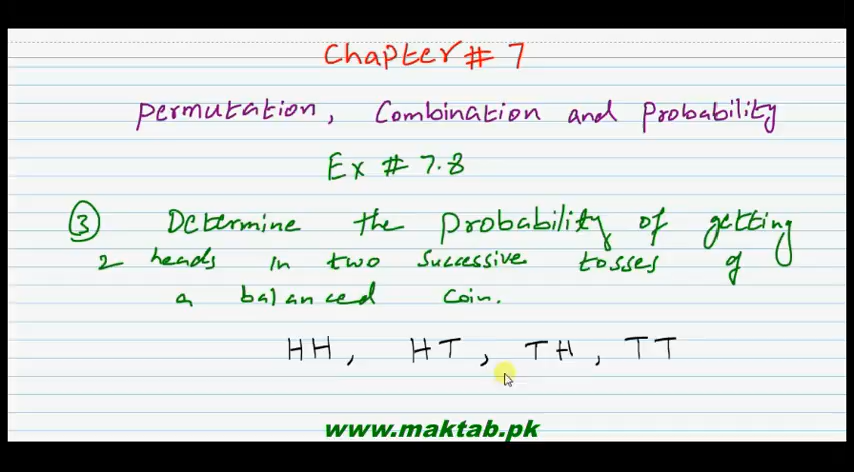 Chapter # 7
Permutation, Combination and Probability
Ex # 7.8
③ Determine the Probability of getting
2 heads in two successive tosses of
a balanced coin.
HH, HT, TH, TT
www.maktab.pk